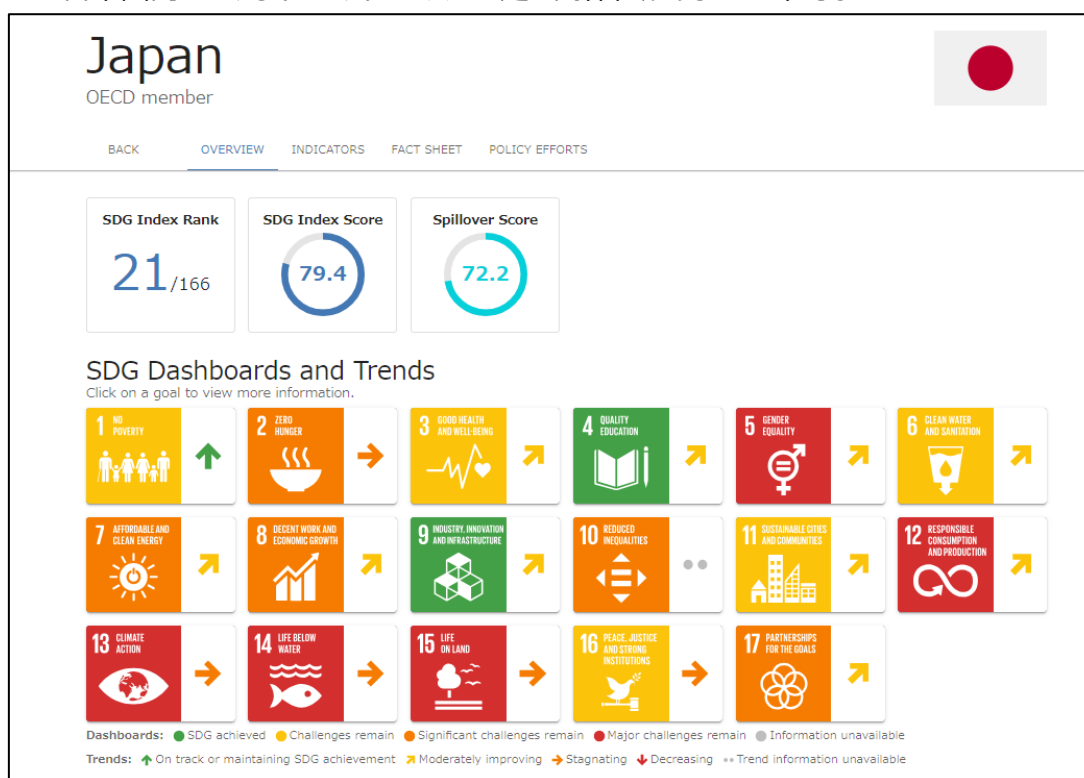 Japan
OECD member
BACK OVERVIEW INDICATORS FACT SHEET POLICY EFFORTS
SDG Index Rank
21/166
SDG Index Score
79.4
Spillover Score
72.2
SDG Dashboards and Trends
Click on a goal to view more information.
1 NO
POVERTY
2 ZERO
HUNGER
3 GOOD HEALTH
AND WELL-BEING
4 QUALITY
EDUCATION
5 GENDER
EQUALITY
6 CLEAN WATER
AND SANITATION
7 AFFORDABLE AND
CLEAN ENERGY
8 DECENT WORK AND
ECONOMIC GROWTH
9 INDUSTRY, INNOVATION
AND INFRASTRUCTURE
10 REDUCED
INEQUALITIES
11 SUSTAINABLE CITIES
AND COMMUNITIES
12 RESPONSIBLE
CONSUMPTION
AND PRODUCTION
13 CLIMATE
ACTION
14 LIFE BELOW
WATER
15 LIFE
ON LAND
16 PEACE, JUSTICE
AND STRONG
INSTITUTIONS
17 PARTNERSHIPS
FOR THE GOALS
Dashboards: SDG achieved Challenges remain Significant challenges remain Major challenges remain Information unavailable
Trends: On track or maintaining SDG achievement Moderately improving Stagnating Decreasing Trend information unavailable